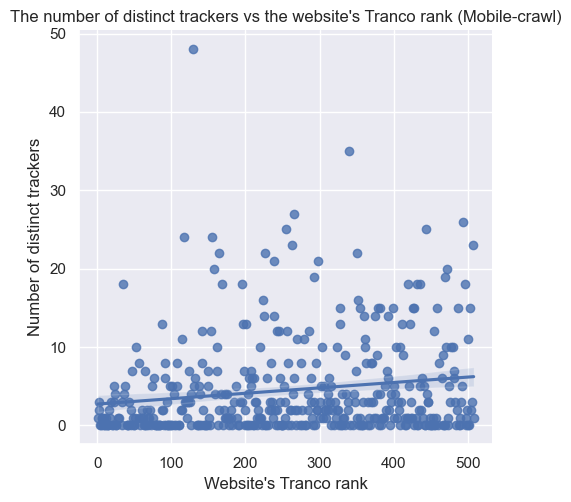 The number of distinct trackers vs the website's Tranco rank (Mobile-crawl)
50
40
30
20
10
0
Number of distinct trackers
0 100 200 300 400 500
Website's Tranco rank